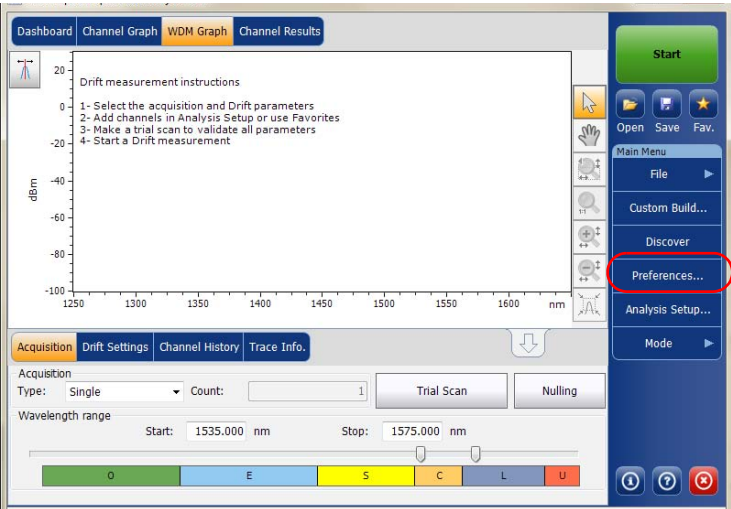 Dashboard Channel Graph WDM Graph Channel Results
Start
20
Drift measurement instructions
0
1- Select the acquisition and Drift parameters
2- Add channels in Analysis Setup or use Favorites
3- Make a trial scan to validate all parameters
4- Start a Drift measurement
-20
-40
-60
-80
-100
dBm
1250 1300 1350 1400 1450 1500 1550 1600 nm
1:1
Open Save Fav.
Main Menu
File
Custom Build...
Discover
Preferences...
Analysis Setup...
Mode
Acquisition Drift Settings Channel History Trace Info.
Acquisition
Type: Single Count: 1 Trial Scan Nulling
Wavelength range
Start: 1535.000 nm Stop: 1575.000 nm
O E S C L U